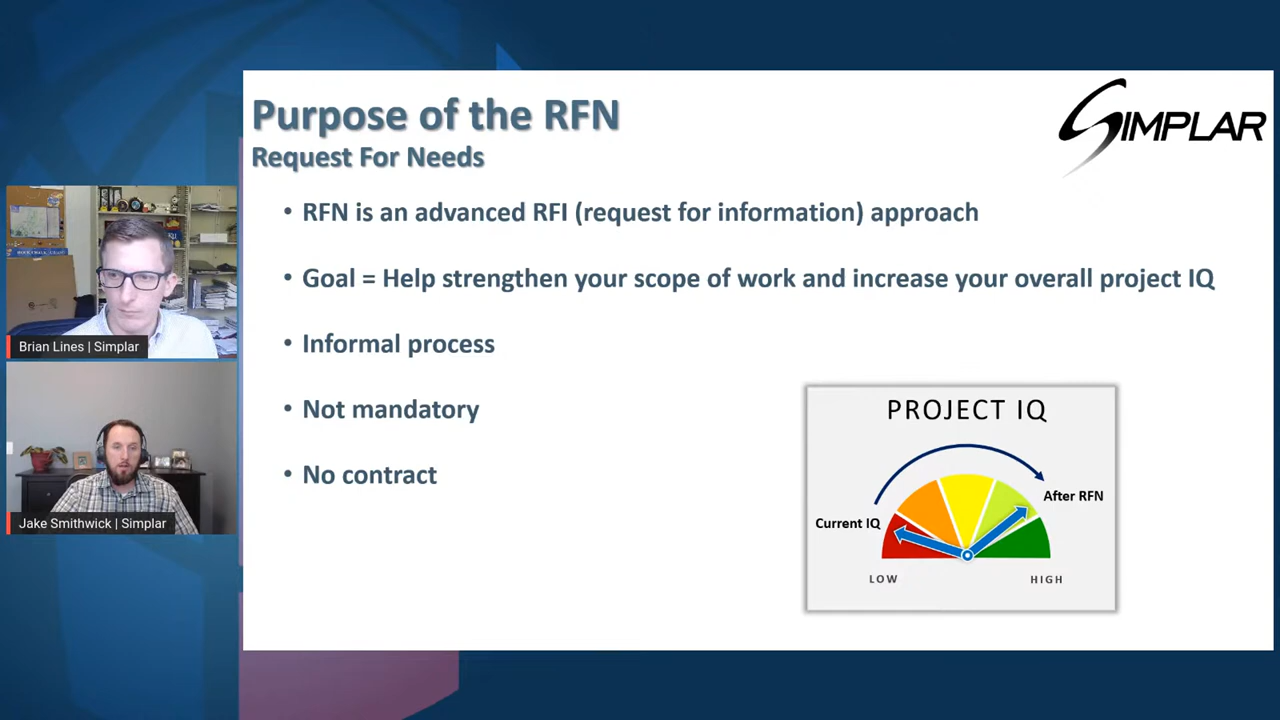 Purpose of the RFN
Request For Needs
SIMPLAR
• RFN is an advanced RFI (request for information) approach
• Goal = Help strengthen your scope of work and increase your overall project IQ
• Informal process
• Not mandatory
• No contract
PROJECT IQ
Current IQ
After RFN
LOW
HIGH
Brian Lines | Simplar
Jake Smithwick | Simplar